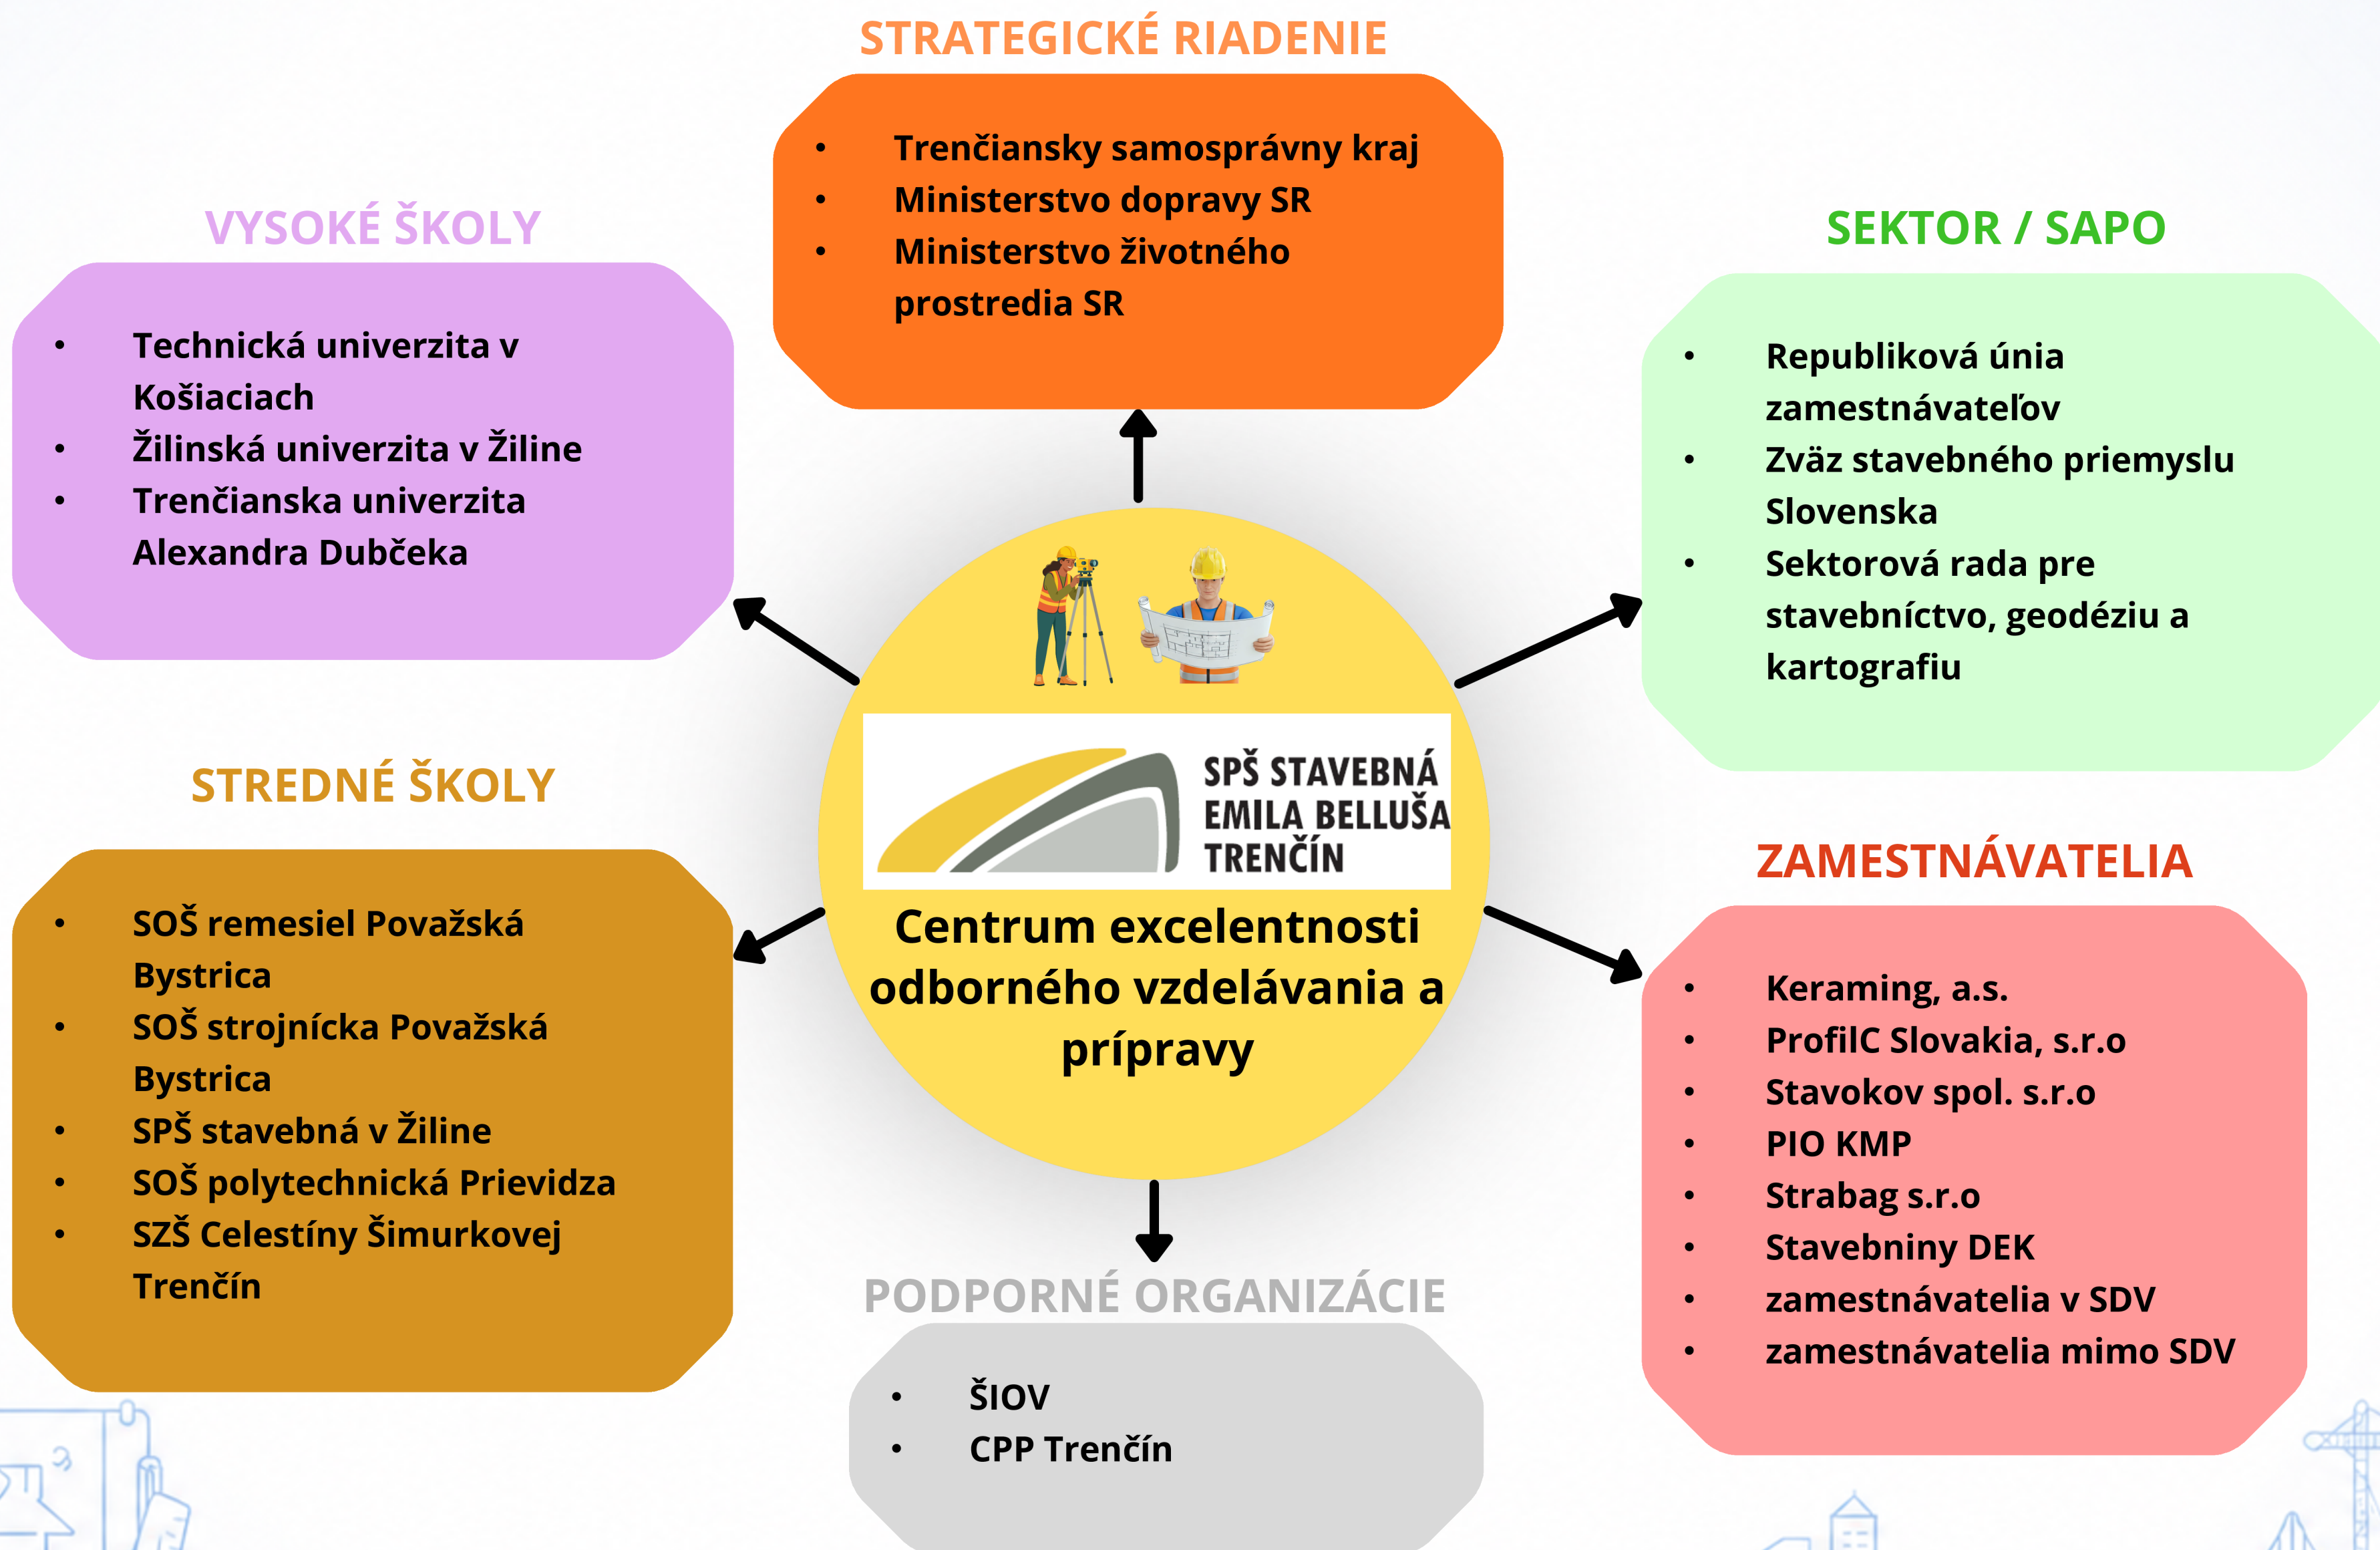 STRATEGICKÉ RIADENIE
• Trenčiansky samosprávny kraj
• Ministerstvo dopravy SR
• Ministerstvo životného
prostredia SR
VYSOKÉ ŠKOLY
• Technická univerzita v
Košiaciach
• Žilinská univerzita v Žiline
• Trenčianska univerzita
Alexandra Dubčeka
SEKTOR / SAPO
• Republiková únia
zamestnávateľov
• Zväz stavebného priemyslu
Slovenska
• Sektorová rada pre
stavebníctvo, geodéziu a
kartografiu
SPŠ STAVEBNÁ
EMILA BELLUŠA
TRENČÍN
Centrum excelentnosti
odborného vzdelávania a
prípravy
STREDNÉ ŠKOLY
• SOŠ remesiel Považská
Bystrica
• SOŠ strojnícka Považská
Bystrica
• SPŠ stavebná v Žiline
• SOŠ polytechnická Prievidza
• SZŠ Celestíny Šimurkovej
Trenčín
ZAMESTNÁVATELIA
• Keraming, a.s.
• ProfilC Slovakia, s.r.o
• Stavokov spol. s.r.o
• PIO KMP
• Strabag s.r.o
• Stavebniny DEK
• zamestnávatelia v SDV
• zamestnávatelia mimo SDV
PODPORNÉ ORGANIZÁCIE
• ŠIOV
• CPP Trenčín